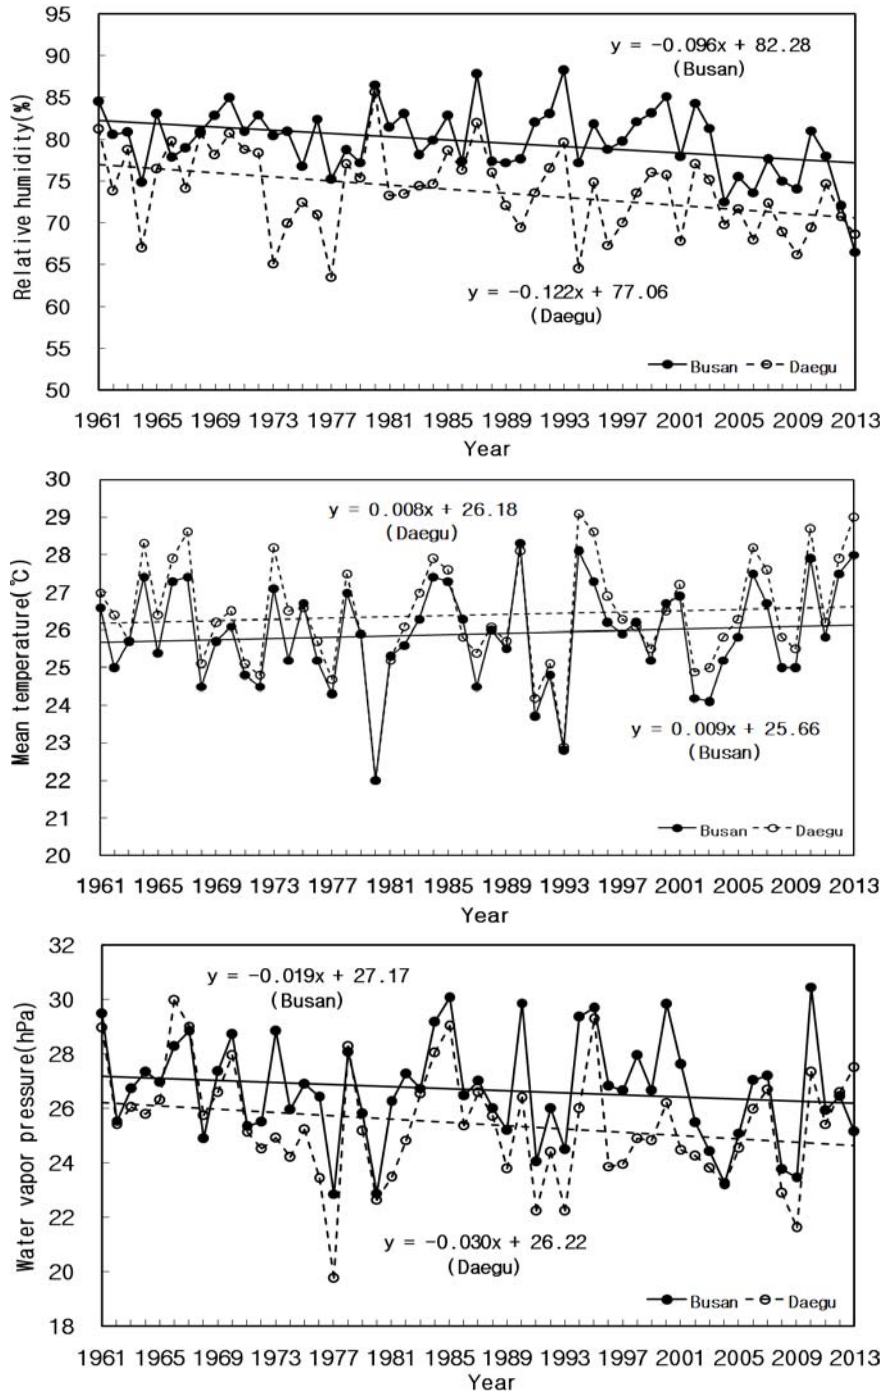 95
90
85
80
75
70
65
60
55
50
Relative humidity(%)
y = -0.096x + 82.28
(Busan)
y = -0.122x + 77.06
(Daegu)
Busan Daegu
1961 1965 1969 1973 1977 1981 1985 1989 1993 1997 2001 2005 2009 2013
Year
30
29
28
27
26
25
24
23
22
21
20
Mean temperature(℃)
y = 0.008x + 26.18
(Daegu)
y = 0.009x + 25.66
(Busan)
Busan Daegu
1961 1965 1969 1973 1977 1981 1985 1989 1993 1997 2001 2005 2009 2013
Year
32
30
28
26
24
22
20
18
Water vapor pressure(hPa)
y = -0.019x + 27.17
(Busan)
y = -0.030x + 26.22
(Daegu)
Busan Daegu
1961 1965 1969 1973 1977 1981 1985 1989 1993 1997 2001 2005 2009 2013
Year